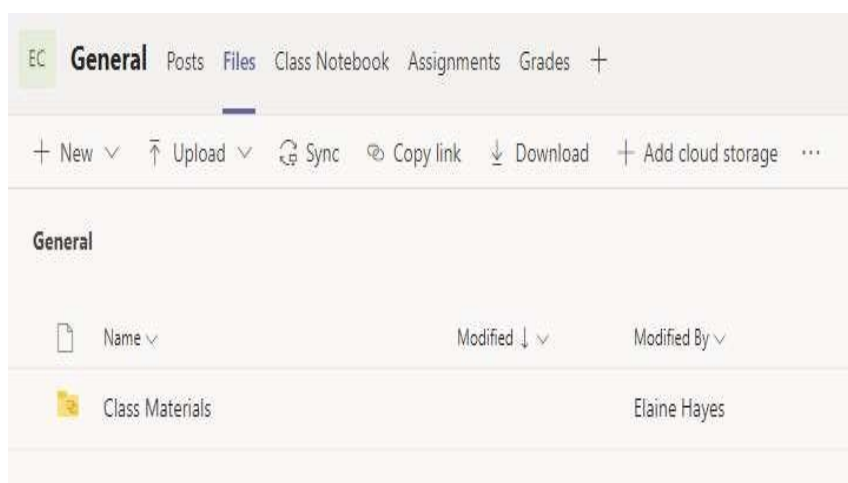 EC General Posts Files Class Notebook Assignments Grades +
+ New Upload Sync Copy link Download + Add cloud storage ...
General
Name Modified ↓ Modified By
Class Materials Elaine Hayes